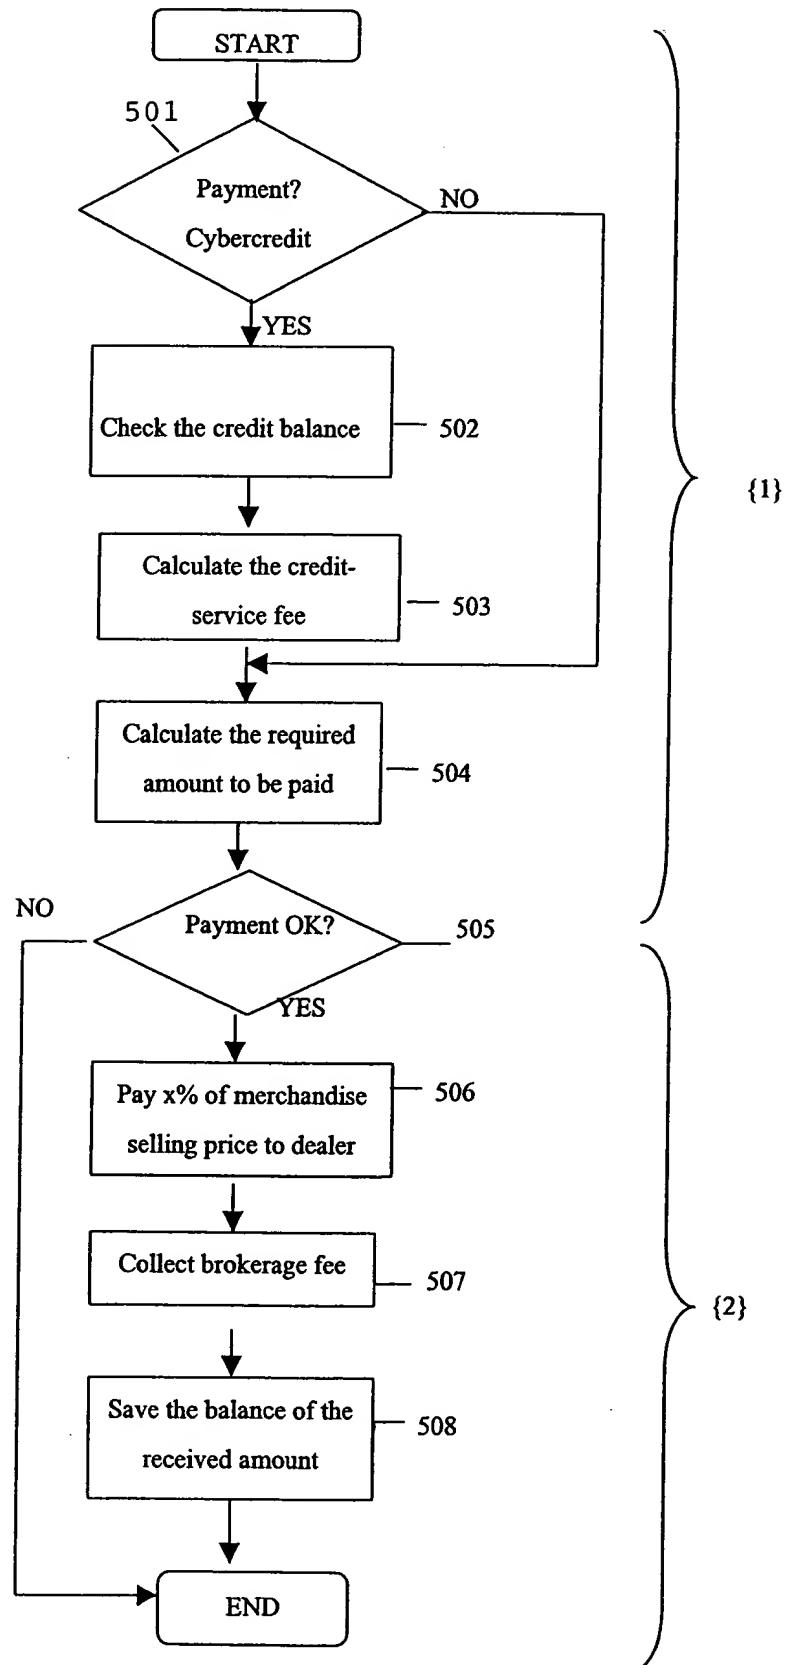 START
501
Payment?
Cybercredit
NO
YES
Check the credit balance
502
{1}
Calculate the credit-
service fee
503
Calculate the required
amount to be paid
504
NO
Payment OK?
505
YES
Pay x% of merchandise
selling price to dealer
506
Collect brokerage fee
507
{2}
Save the balance of the
received amount
508
END